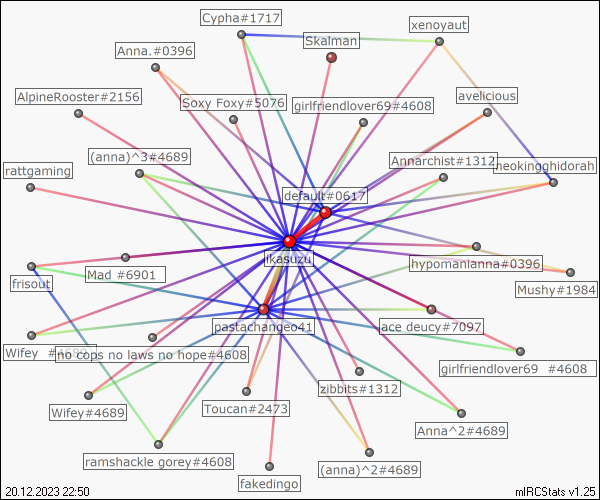 Cypha#1717
xenoyaut
Skalman
Anna.#0396
AlpineRooster#2156
Soxy Foxy#5076
girlfriendlover69#4608
avelicious
(anna)^3#4689
Annarchist#1312
neokingghidorah
rattgaming
default#0617
ikasuzu
hypomanianna#0396
Mad #6901
frisout
Mushy#1984
pastachangeo41
ace deucy#7097
Wifey
no cops no laws no hope#4608
girlfriendlover69 #4608
zibbits#1312
Wifey#4689
Toucan#2473
Anna^2#4689
ramshackle gorey#4608
(anna)^2#4689
fakedingo
20.12.2023 22:50
mIRCStats v1.25